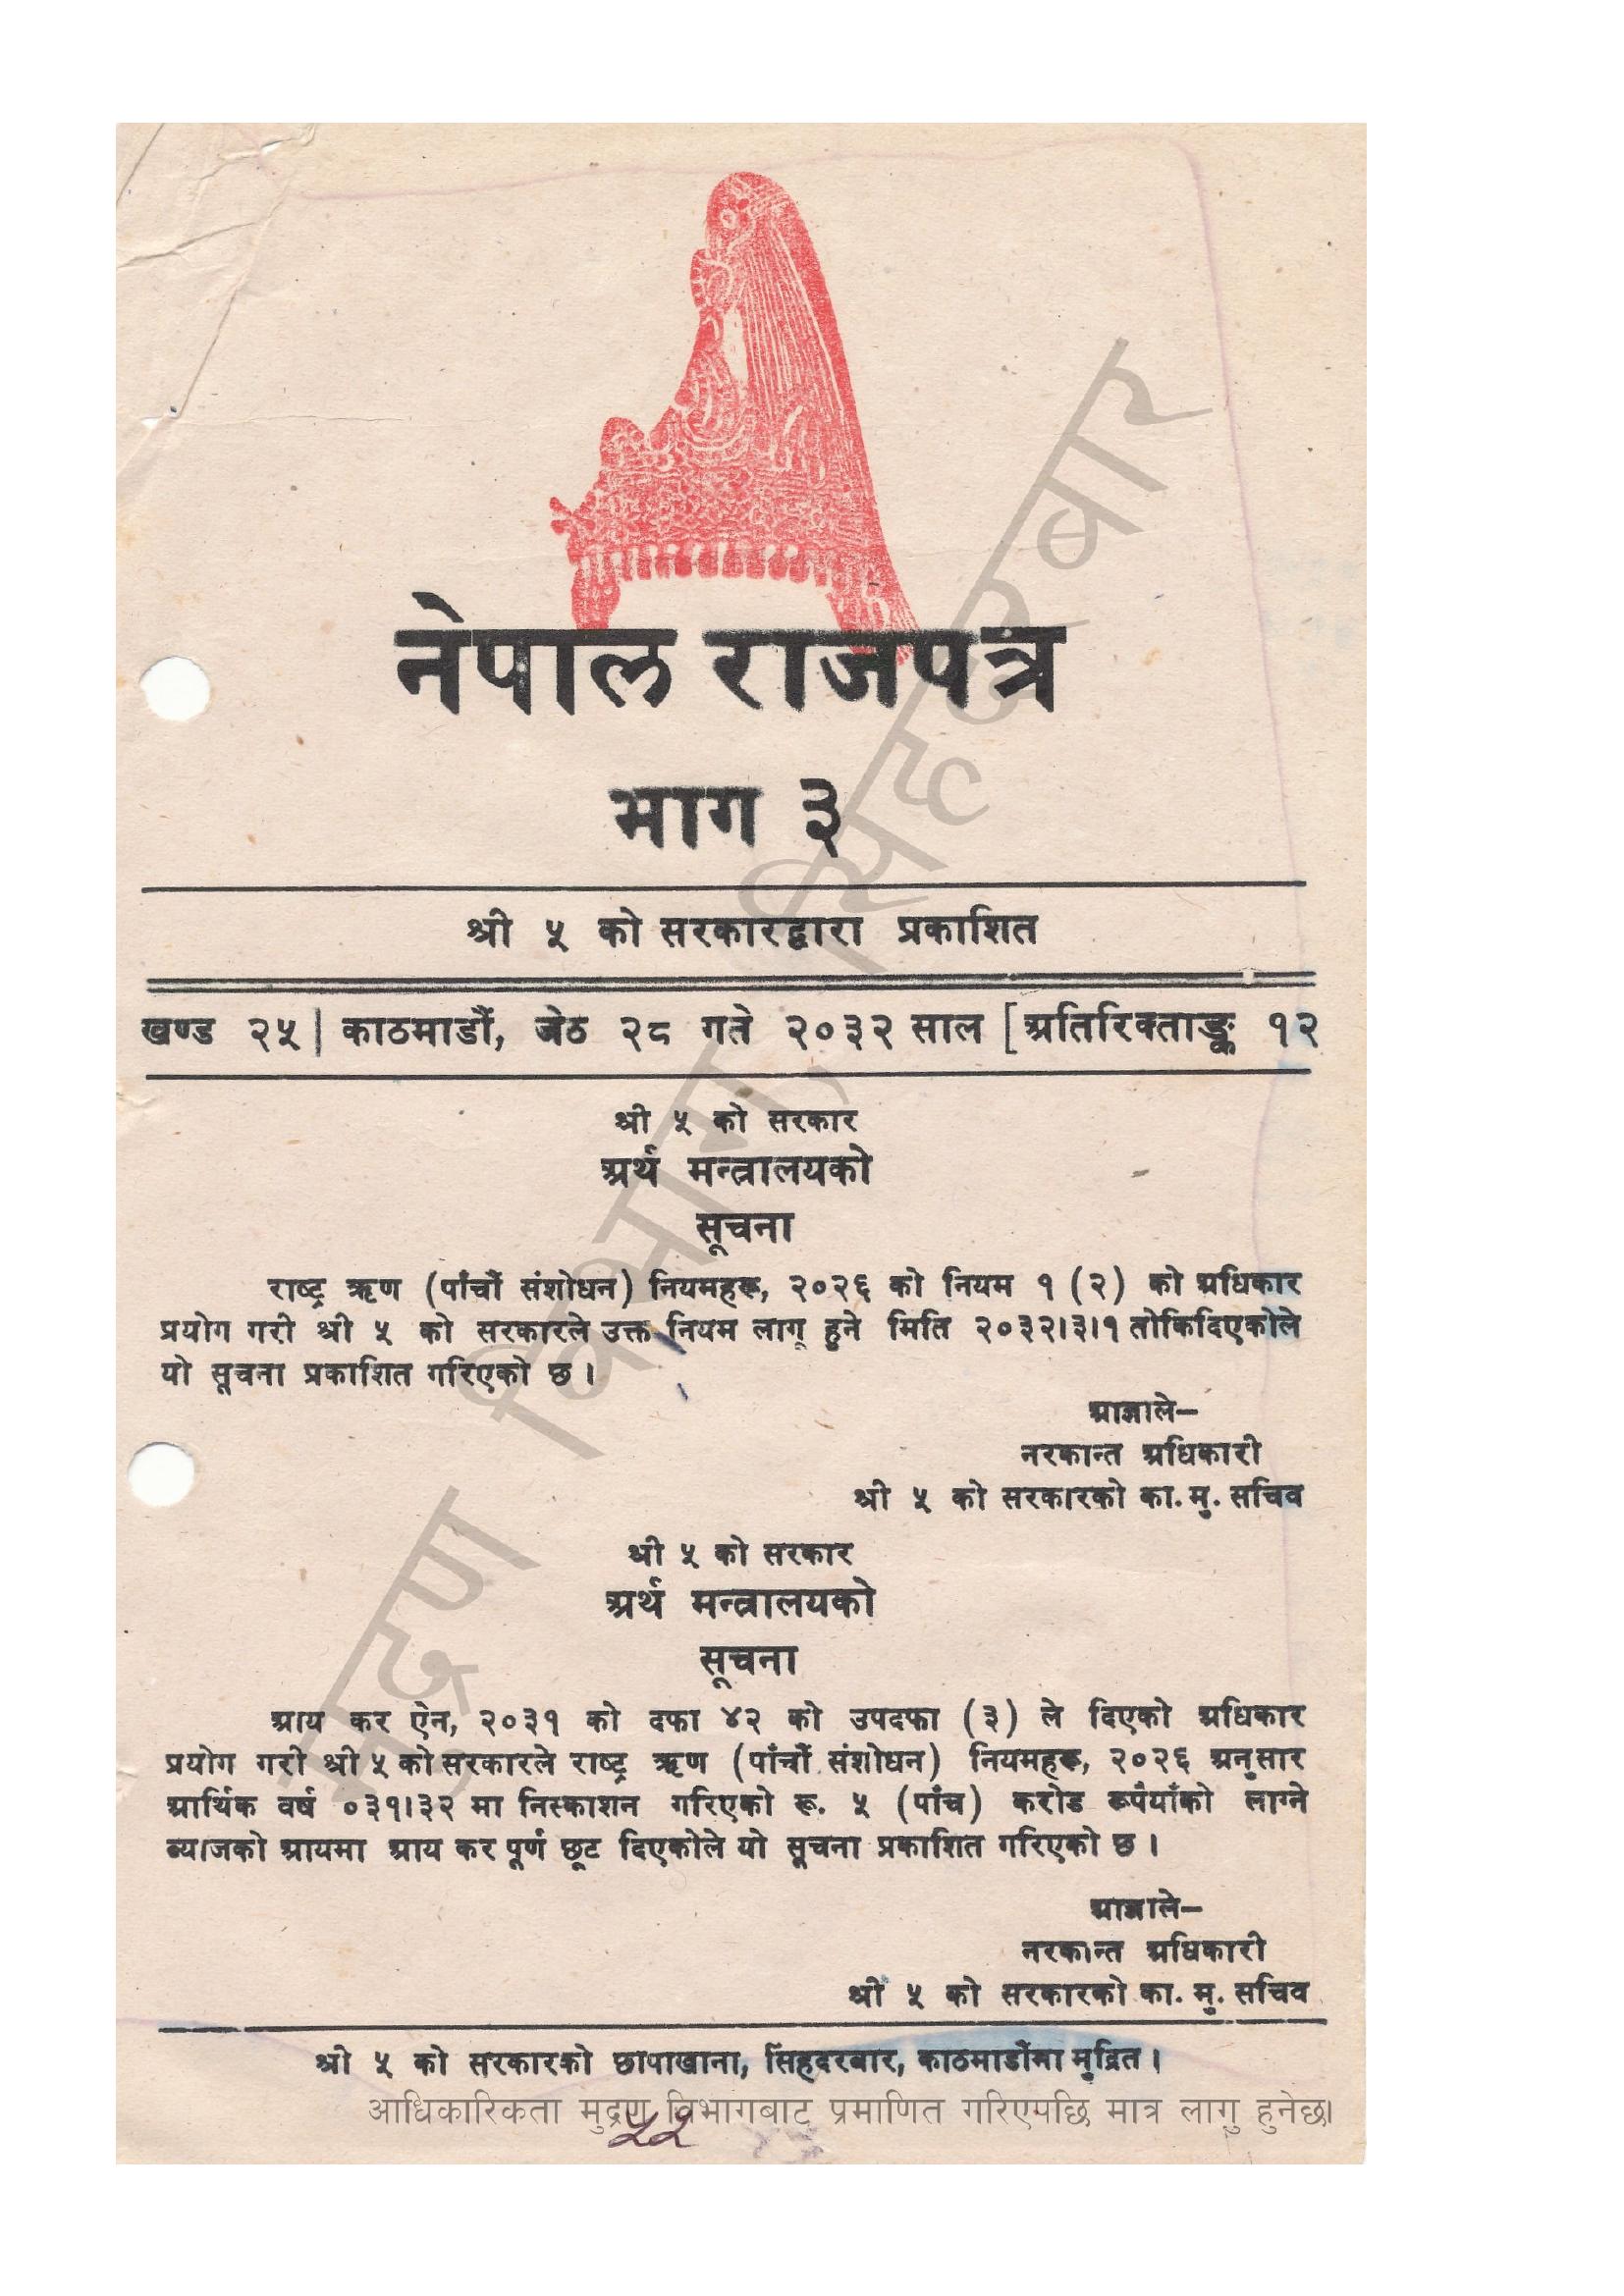 नेपाल राजपत्र
भाग ३
श्री ५ को सरकारद्वारा प्रकाशित
खण्ड २५] काठमाडौं, जेठ २८ गते २०३२ साल [अतिरिक्ताङ्क १२
श्री ५ को सरकार
अर्थ मन्त्रालयको
सूचना
राष्ट्र ऋण (पाँचौं संशोधन) नियमहरू, २०२६ को नियम १ (२) को अधिकार
प्रयोग गरी श्री ५ को सरकारले उक्त नियम लागू हुने मिति २०३२।३।१ तोकिदिएकोले
यो सूचना प्रकाशित गरिएको छ ।
आज्ञाले–
नरकान्त अधिकारी
श्री ५ को सरकारको का. मु. सचिव
श्री ५ को सरकार
अर्थ मन्त्रालयको
सूचना
आय कर ऐन, २०३१ को दफा ४२ को उपदफा (३) ले दिएको अधिकार
प्रयोग गरी श्री ५ को सरकारले राष्ट्र ऋण (पाँचौं संशोधन) नियमहरू, २०२६ अनुसार
आर्थिक वर्ष ०३१।३२ मा निस्काशन गरिएको रू. ५ (पाँच) करोड रूपैयाँको लाग्ने
ब्याजको आयमा आय कर पूर्ण छूट दिएकोले यो सूचना प्रकाशित गरिएको छ ।
आज्ञाले–
नरकान्त अधिकारी
श्री ५ को सरकारको का. मु. सचिव
श्री ५ को सरकारको छापाखाना, सिंहदरबार, काठमाडौंमा मुद्रित ।
आधिकारिकता मुद्रण विभागबाट प्रमाणित गरिएपछि मात्र लागु हुनेछ।
५२
मुद्रण विभाग, सिंहदरबार